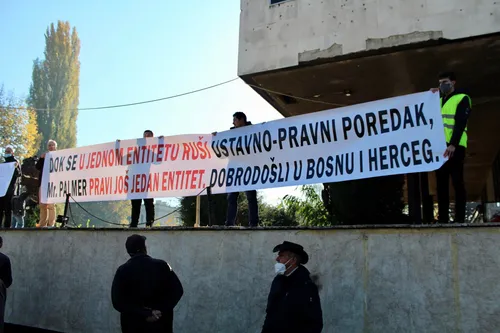 DOK SE U JEDNOM ENTITETU RUŠI USTAVNO-PRAVNI POREDAK,
Mr. PALMER PRAVI JOŠ JEDAN ENTITET, DOBRODOŠLI U BOSNU I HERCEG.